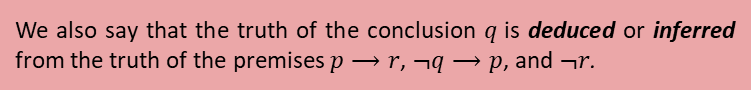 We also say that the truth of the conclusion q is deduced or inferred
from the truth of the premises p ⟶ r, ¬q ⟶ p, and ¬r.